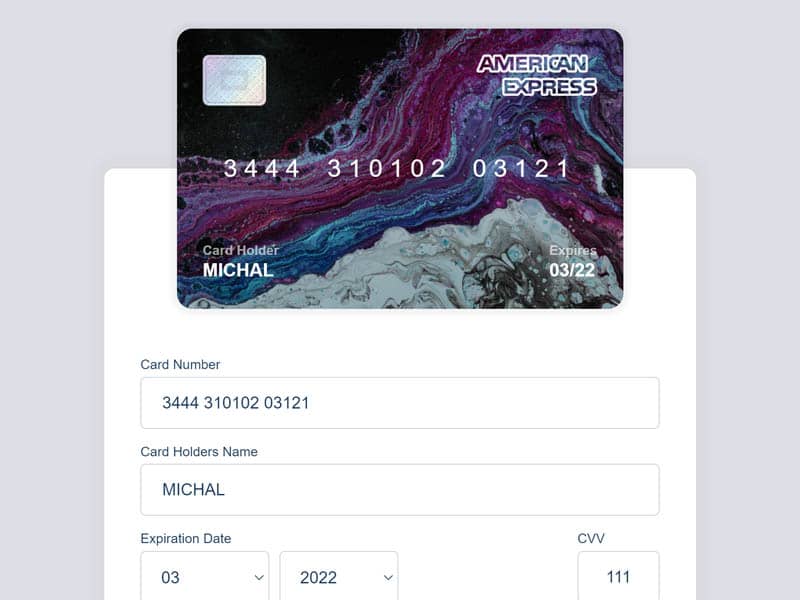 AMERICAN
EXPRESS
3444 310102 03121
Card Holder
Expires
MICHAL
03/22
Card Number
3444 310102 03121
Card Holders Name
MICHAL
Expiration Date
CVV
03
2022
111